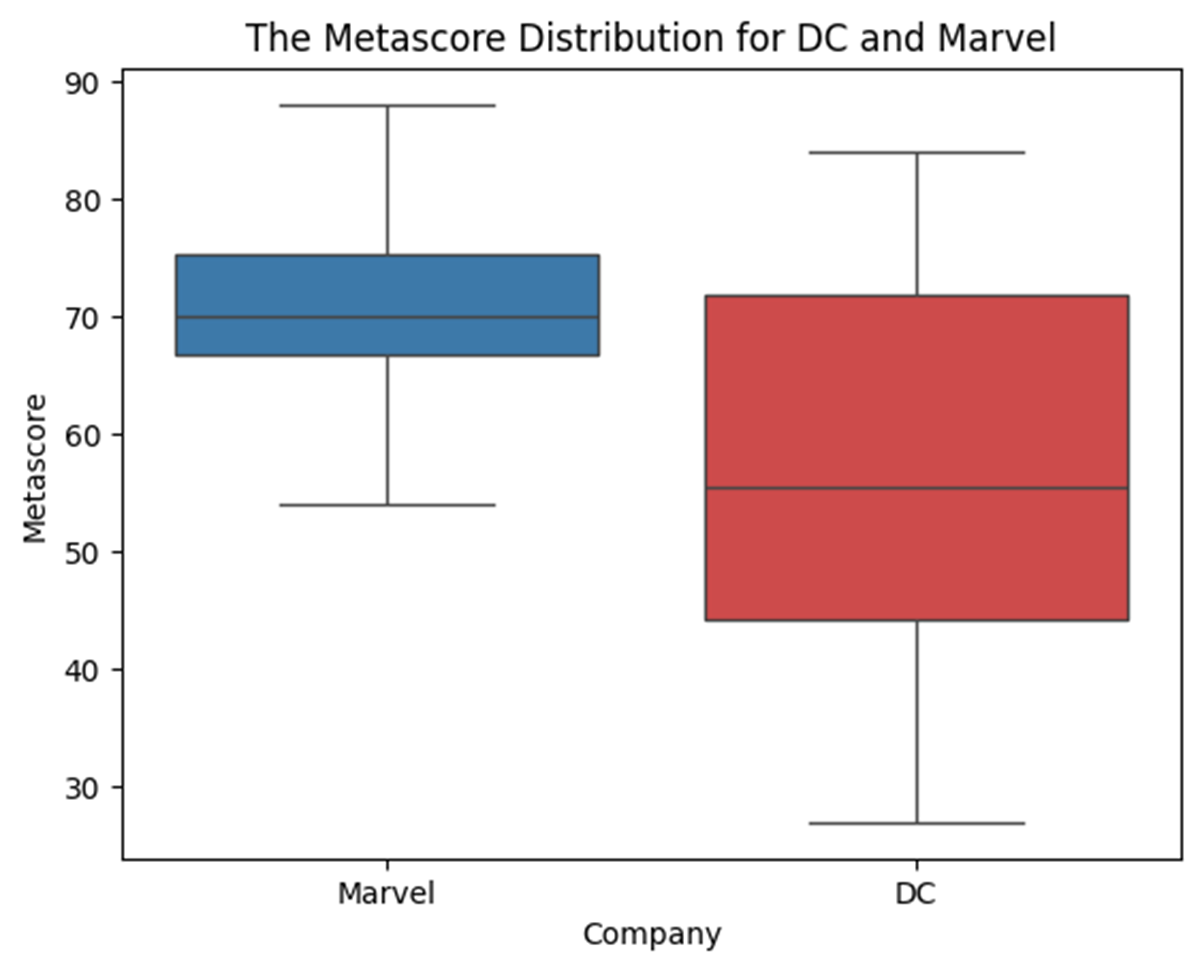 The Metascore Distribution for DC and Marvel
90
80
70
60
50
40
30
Metascore
Marvel
DC
Company